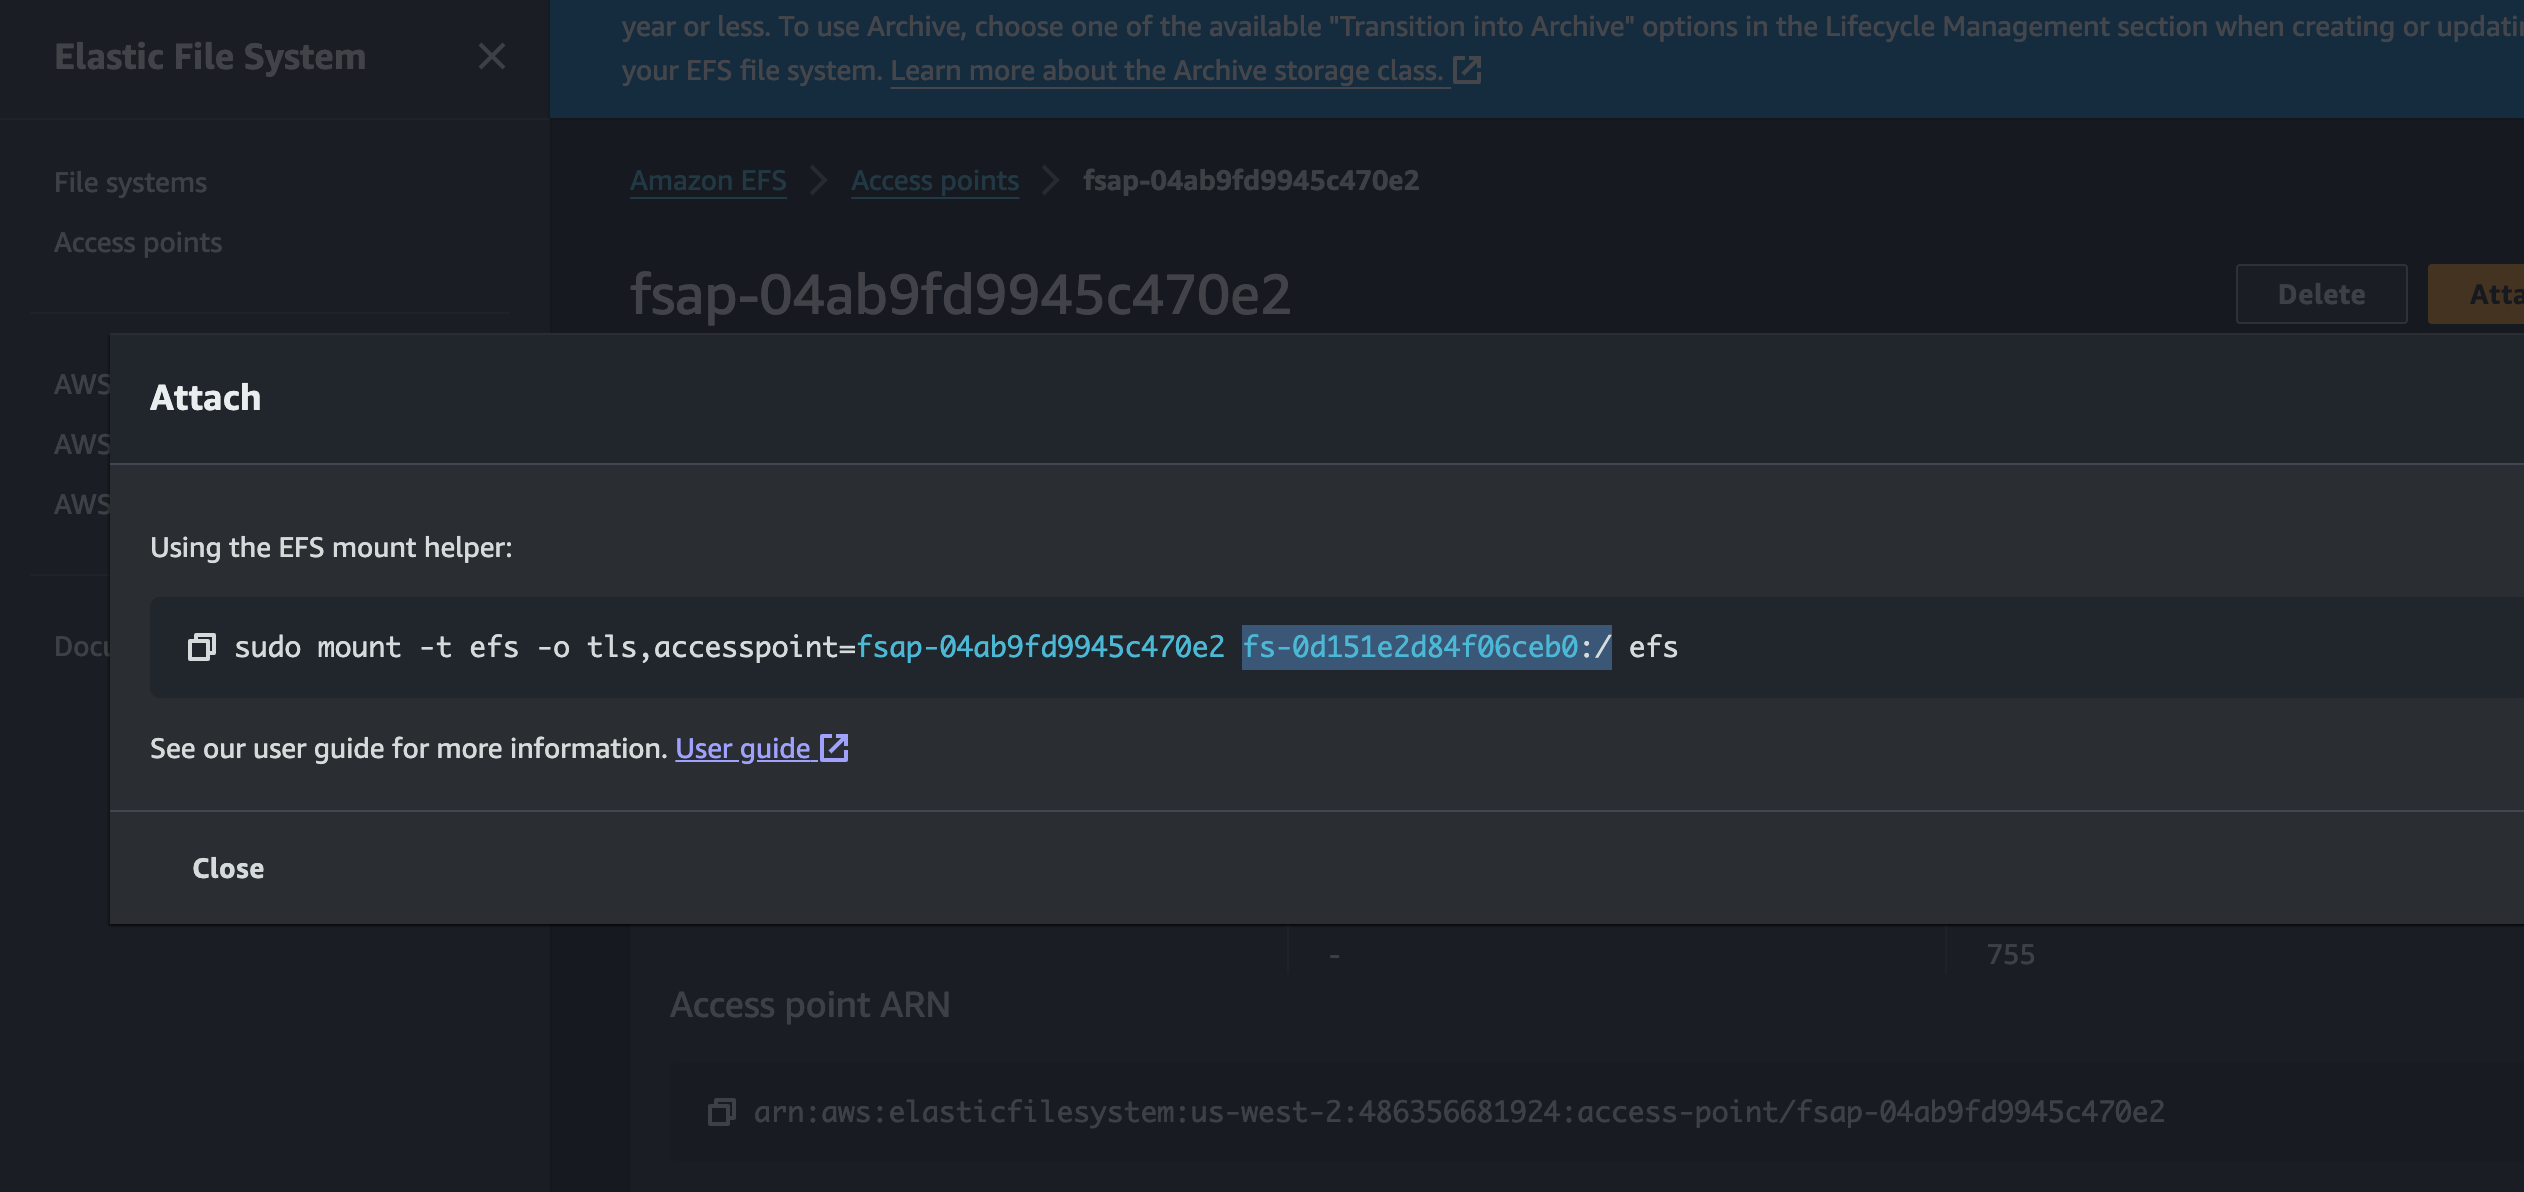 Elastic File System
year or less. To use Archive, choose one of the available "Transition into Archive" options in the Lifecycle Management section when creating or
your EFS file system. Learn more about the Archive storage class.
File systems
Access points
Amazon EFS
Access points
fsap-04ab9fd9945c470e2
fsap-04ab9fd9945c470e2
Delete
AWS
AWS
AWS
Attach
Using the EFS mount helper:
sudo mount -t efs -o tls,accesspoint=fsap-04ab9fd9945c470e2 fs-0d151e2d84f06ceb0:/ efs
See our user guide for more information. User guide
Close
-
755
Access point ARN
arn:aws:elasticfilesystem:us-west-2:486356681924:access-point/fsap-04ab9fd9945c470e2